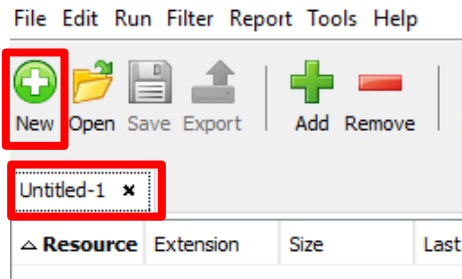 File Edit Run Filter Report Tools Help
New Open Save Export Add Remove
Untitled-1
Resource Extension Size Last